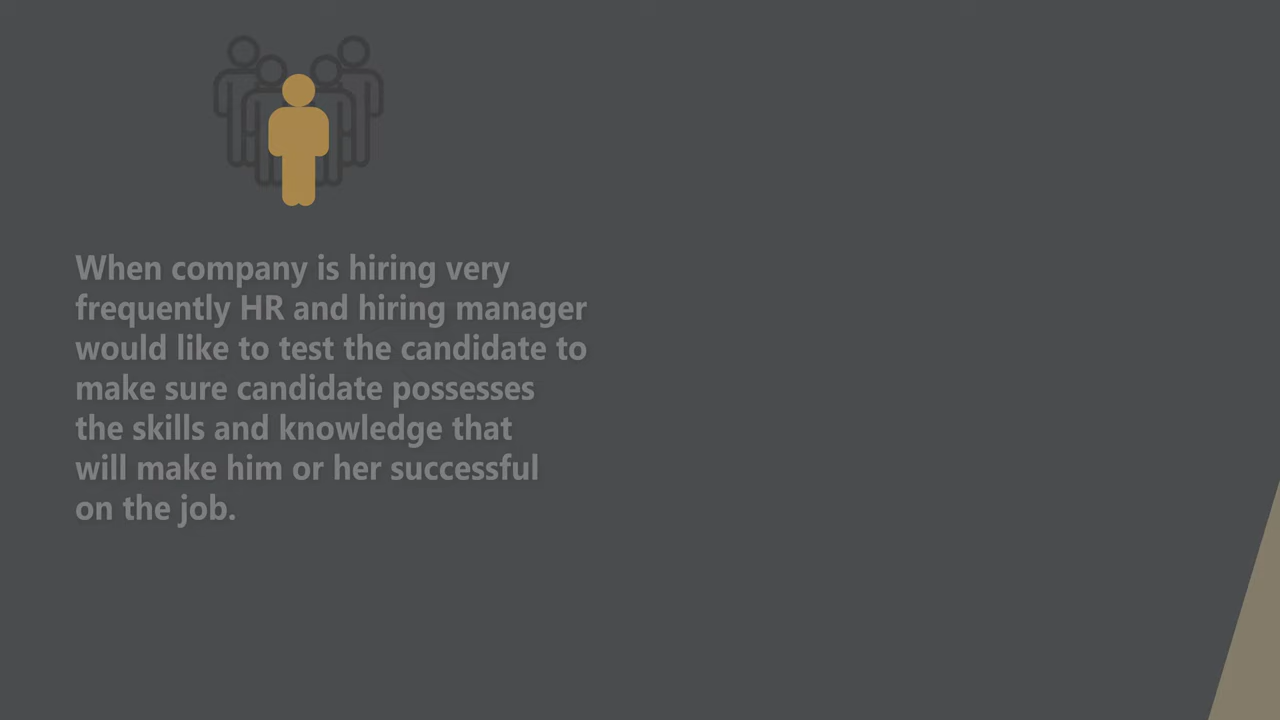 When company is hiring very
frequently HR and hiring manager
would like to test the candidate to
make sure candidate possesses
the skills and knowledge that
will make him or her successful
on the job.